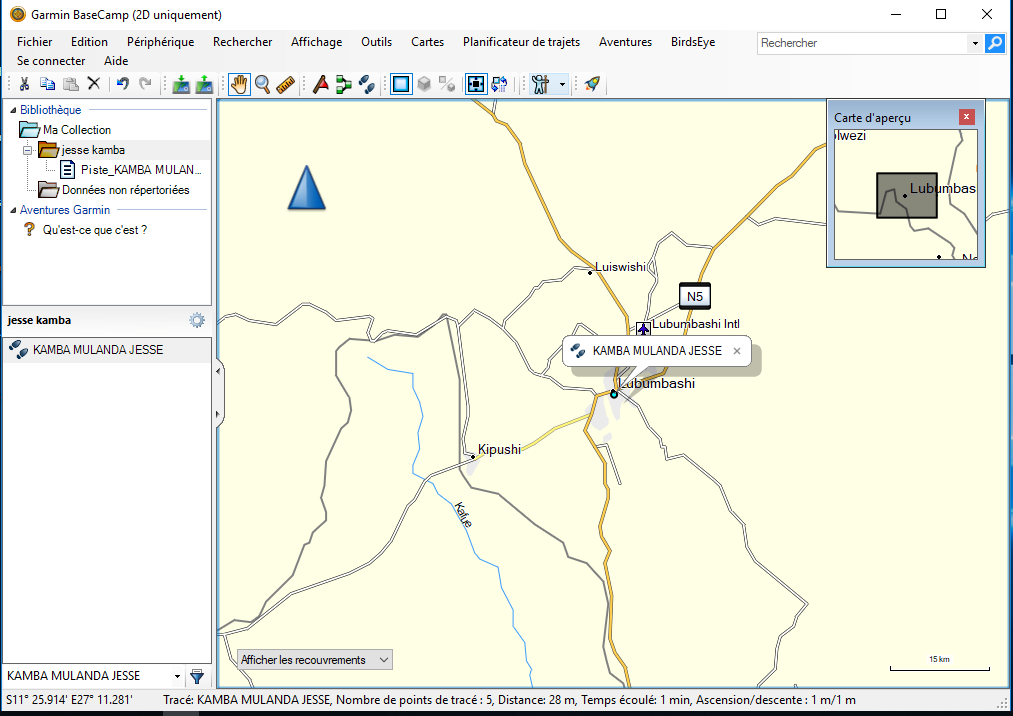 Garmin BaseCamp (2D uniquement)
Fichier Edition Périphérique Rechercher Affichage Outils Cartes Planificateur de trajets Aventures BirdsEye
Se connecter Aide
Rechercher
Bibliothèque
Ma Collection
jesse kamba
Piste_KAMBA MULAN...
Données non répertoriées
Aventures Garmin
? Qu'est-ce que c'est ?
jesse kamba
KAMBA MULANDA JESSE
KAMBA MULANDA JESSE
Carte d'aperçu
olwezi
Lubumbas
Luiswishi
N5
Lubumbashi Intl
KAMBA MULANDA JESSE
Lubumbashi
Kipushi
Kafue
Afficher les recouvrements
15 km
S11° 25.914' E27° 11.281' Tracé: KAMBA MULANDA JESSE, Nombre de points de tracé : 5, Distance: 28 m, Temps écoulé: 1 min, Ascension/descente : 1 m/1 m